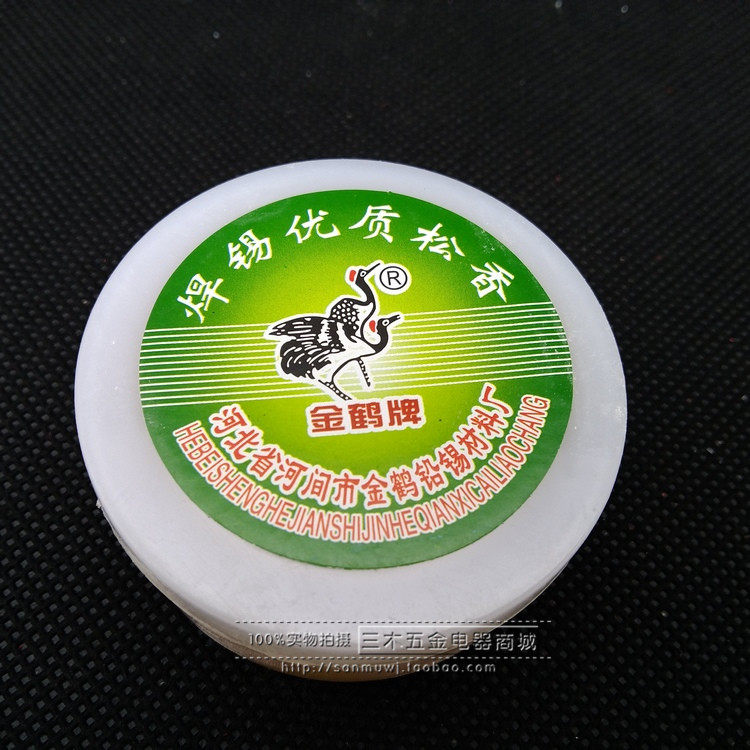 焊锡优质松香
®
金鹤牌
河北省河间市金鹤铅锡材料厂
HEBEISHENGHEJIANSHIJINHEQIANXICAILIAOCHANG
100%实物拍摄 三木五金电器商城
http://sanmuwj.taobao.com